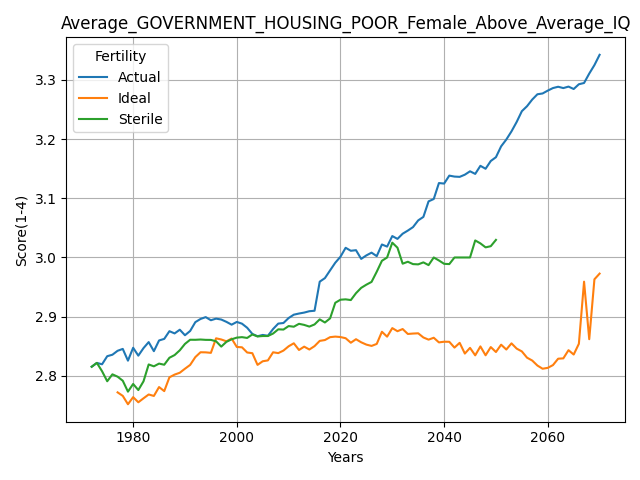 Average_GOVERNMENT_HOUSING_POOR_Female_Above_Average_IQ
Fertility
Actual
Ideal
Sterile
Score(1-4)
3.3
3.2
3.1
3.0
2.9
2.8
1980
2000
2020
2040
2060
Years